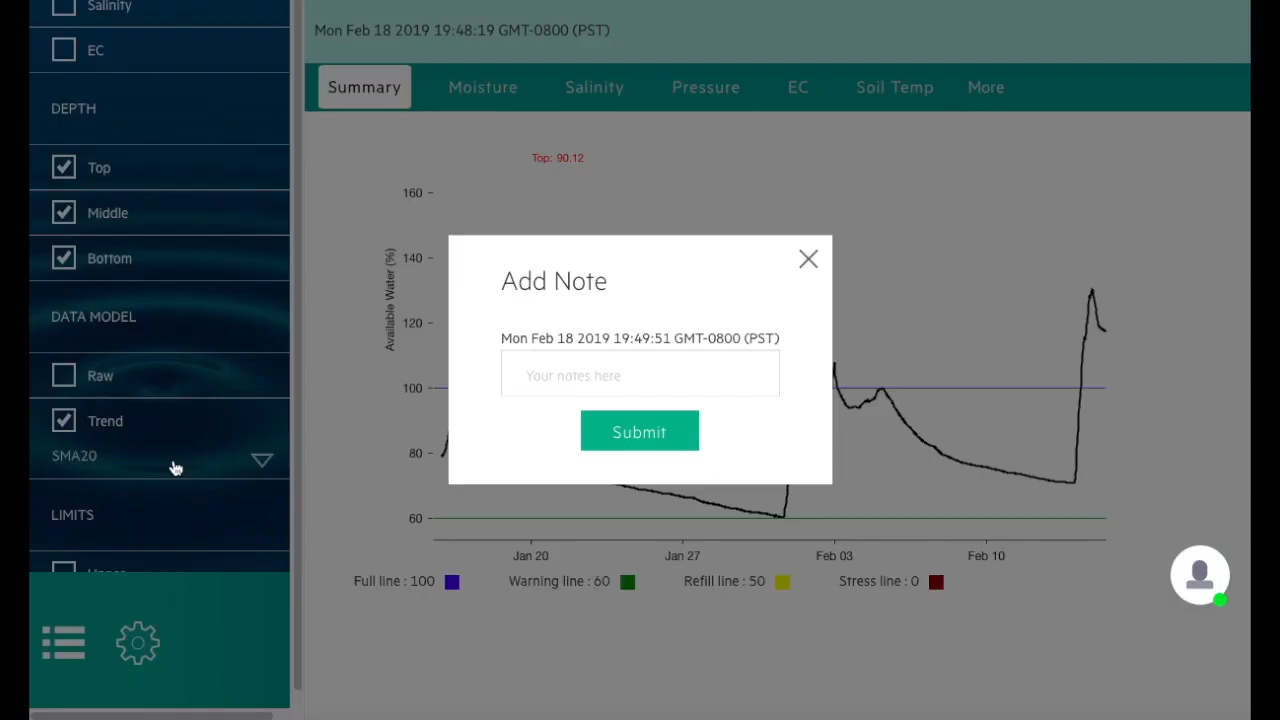 Salinity
EC
DEPTH
Top
Middle
Bottom
DATA MODEL
Raw
Trend
SMA20
LIMITS
Mon Feb 18 2019 19:48:19 GMT-0800 (PST)
Summary Moisture Salinity Pressure EC Soil Temp More
Top: 90.12
Available Water (%)
160
140
120
100
80
60
Jan 20 Jan 27 Feb 03 Feb 10
Full line : 100 Warning line : 60 Refill line : 50 Stress line : 0
Add Note
Mon Feb 18 2019 19:49:51 GMT-0800 (PST)
Your notes here
Submit